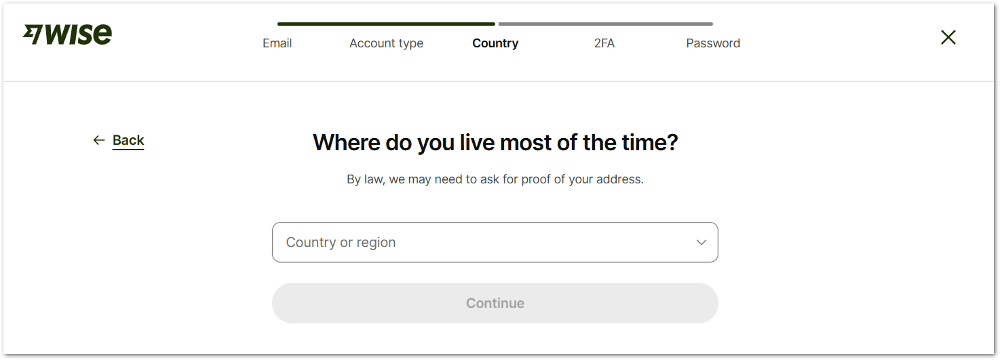 WISE
Email Account type Country 2FA Password
Back
Where do you live most of the time?
By law, we may need to ask for proof of your address.
Country or region
Continue